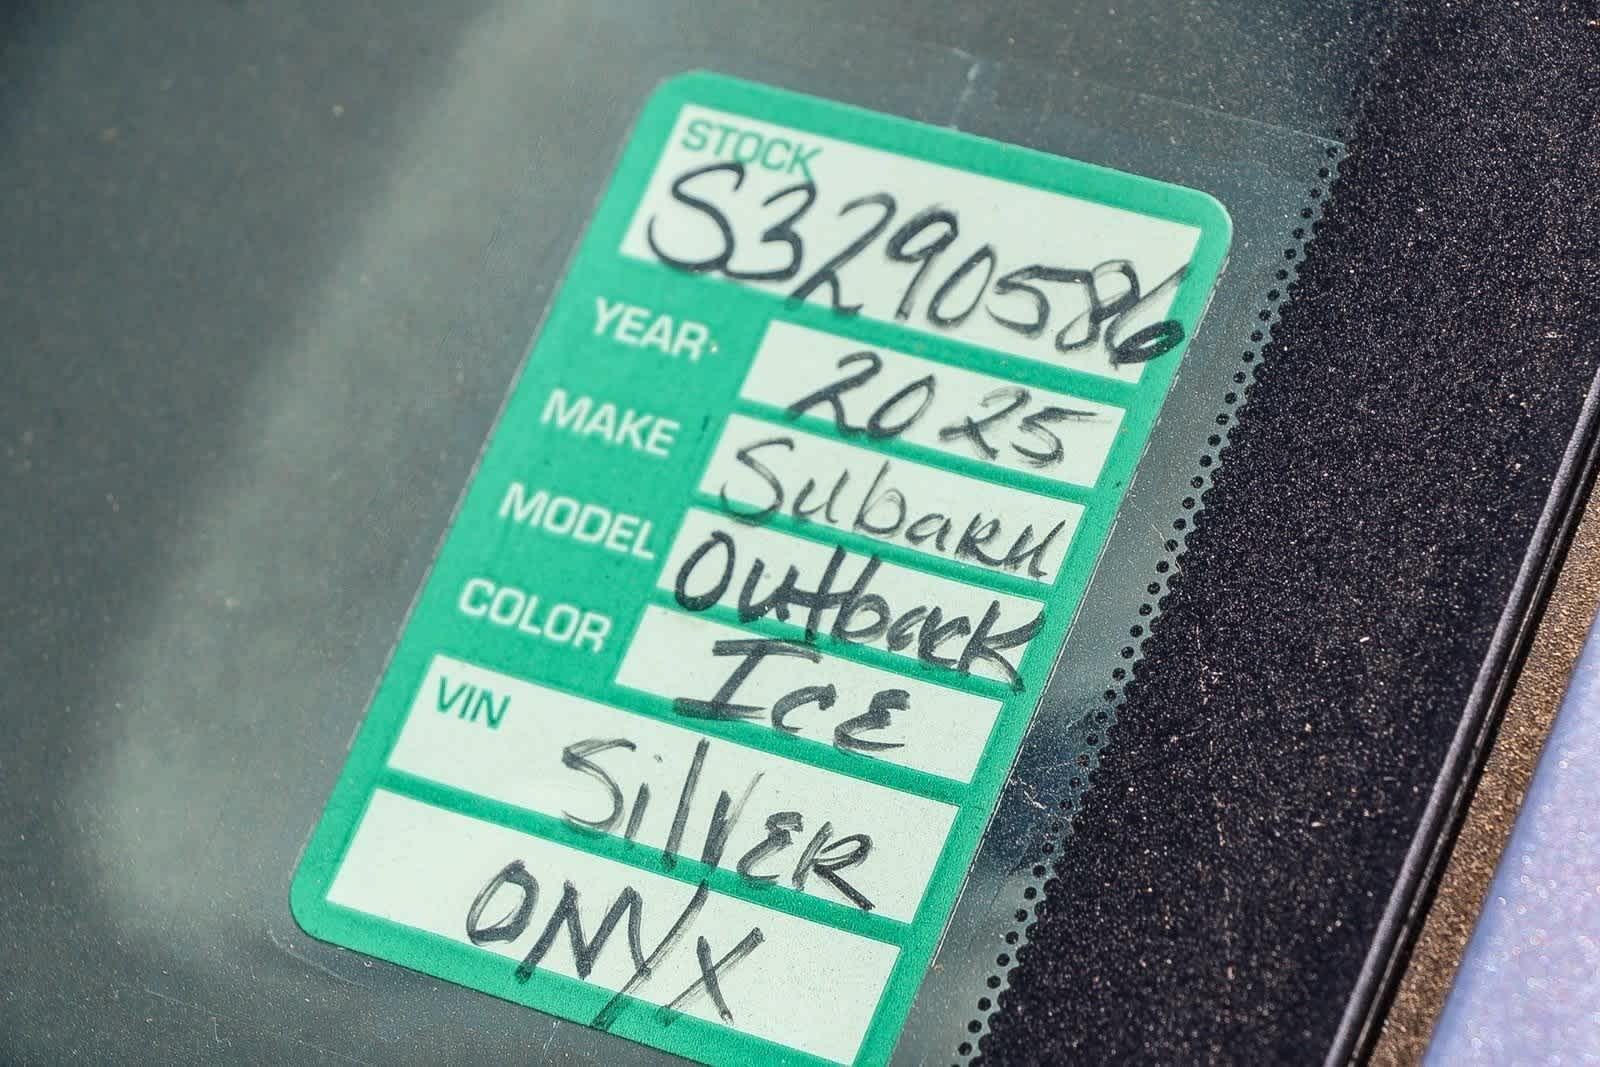 STOCK
S3290586
YEAR 2025
MAKE Subaru
MODEL Outback
COLOR ICE
VIN SilvER
ONYX